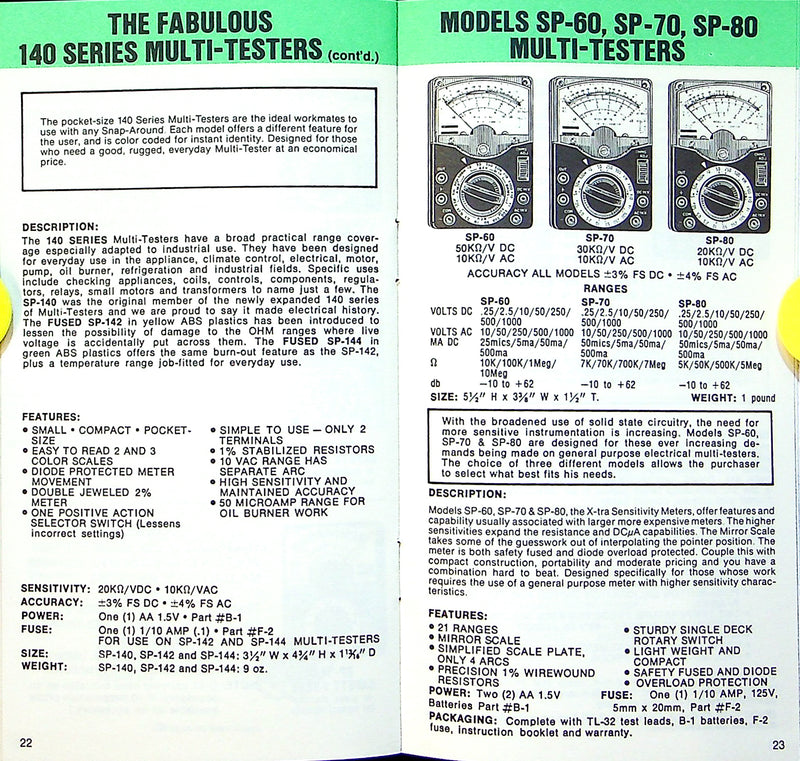 THE FABULOUS
140 SERIES MULTI-TESTERS (cont'd.)
The pocket-size 140 Series Multi-Testers are the ideal workmates to
use with any Snap-Around. Each model offers a different feature for
the user, and is color coded for instant identity. Designed for those
who need a good, rugged, everyday Multi-Tester at an economical
price.
DESCRIPTION:
The 140 SERIES Multi-Testers have a broad practical range cover-
age especially adapted to industrial use. They have been designed
for everyday use in the appliance, climate control, electrical, motor,
pump, oil burner, refrigeration and industrial fields. Specific uses
include checking appliances, coils, controls, components, regula-
tors, relays, small motors and transformers to name just a few. The
SP-140 was the original member of the newly expanded 140 series
of Multi-Testers and we are proud to say it made electrical history.
The FUSED SP-142 in yellow ABS plastics has been introduced to
lessen the possibility of damage to the OHM ranges where live
voltage is accidently put across them. The FUSED SP-144 in
green ABS plastics offers the same burn-out feature as the SP-142,
plus a temperature range job-fitted for everyday use.
FEATURES:
• SMALL • COMPACT • POCKET-
SIZE
• EASY TO READ 2 AND 3
COLOR SCALES
• DIODE PROTECTED METER
MOVEMENT
• DOUBLE JEWELED 2%
METER
• ONE POSITIVE ACTION
SELECTOR SWITCH (Lessens
incorrect settings)
• SIMPLE TO USE — ONLY 2
TERMINALS
• 1% STABILIZED RESISTORS
• 10 VAC RANGE HAS
SEPARATE ARC
• HIGH SENSITIVITY AND
MAINTAINED ACCURACY
• 50 MICROAMP RANGE FOR
OIL BURNER WORK
SENSITIVITY: 20KΩ/VDC • 10KΩ/VAC
ACCURACY: ±3% FS DC • ±4% FS AC
POWER: One (1) AA 1.5V • Part #B-1
FUSE: One (1) 1/10 AMP (.1) • Part #F-2
FOR USE ON SP-142 AND SP-144 MULTI-TESTERS
SIZE: SP-140, SP-142 and SP-144: 3½" W x 4¾" H x 1¹³⁄₁₆" D
WEIGHT: SP-140, SP-142 and SP-144: 9 oz.
22
MODELS SP-60, SP-70, SP-80
MULTI-TESTERS
SP-60 SP-70 SP-80
50KΩ/V DC 30KΩ/V DC 20KΩ/V DC
10KΩ/V AC 10KΩ/V AC 10KΩ/V AC
ACCURACY ALL MODELS ±3% FS DC • ±4% FS AC
RANGES
SP-60 SP-70 SP-80
VOLTS DC .25/2.5/10/50/250/ .25/2.5/10/50/250/ .25/2.5/10/50/250/
500/1000 500/1000 500/1000
VOLTS AC 10/50/250/500/1000 10/50/250/500/1000 10/50/250/500/1000
MA DC 25mics/5ma/50ma/ 50mics/5ma/50ma/ 50mics/5ma/50ma/
500ma 500ma 500ma
Ω 10K/100K/1Meg/ 7K/70K/700K/7Meg 5K/50K/500K/5Meg
10Meg
db —10 to +62 —10 to +62 —10 to +62
SIZE: 5½" H x 3⅜" W x 1½" T. WEIGHT: 1 pound
With the broadened use of solid state circuitry, the need for
more sensitive instrumentation is increasing. Models SP-60,
SP-70 & SP-80 are designed for these ever increasing de-
mands being made on general purpose electrical multi-testers.
The choice of three different models allows the purchaser
to select what best fits his needs.
DESCRIPTION:
Models SP-60, SP-70 & SP-80, the X-tra Sensitivity Meters, offer features and
capability usually associated with larger more expensive meters. The higher
sensitivities expand the resistance and DCμA capabilities. The Mirror Scale
takes some of the guesswork out of interpolating the pointer position. The
meter is both safety fused and diode overload protected. Couple this with
compact construction, portability and moderate pricing and you have a
combination hard to beat. Designed specifically for those whose work
requires the use of a general purpose meter with higher sensitivity charac-
teristics.
FEATURES:
• 21 RANGES
• MIRROR SCALE
• SIMPLIFIED SCALE PLATE,
ONLY 4 ARCS
• PRECISION 1% WIREWOUND
RESISTORS
• STURDY SINGLE DECK
ROTARY SWITCH
• LIGHT WEIGHT AND
COMPACT
• SAFETY FUSED AND DIODE
• OVERLOAD PROTECTION
POWER: Two (2) AA 1.5V
Batteries Part #B-1
FUSE: One (1) 1/10 AMP, 125V,
5mm x 20mm, Part #F-2
PACKAGING: Complete with TL-32 test leads, B-1 batteries, F-2
fuse, instruction booklet and warranty.
23